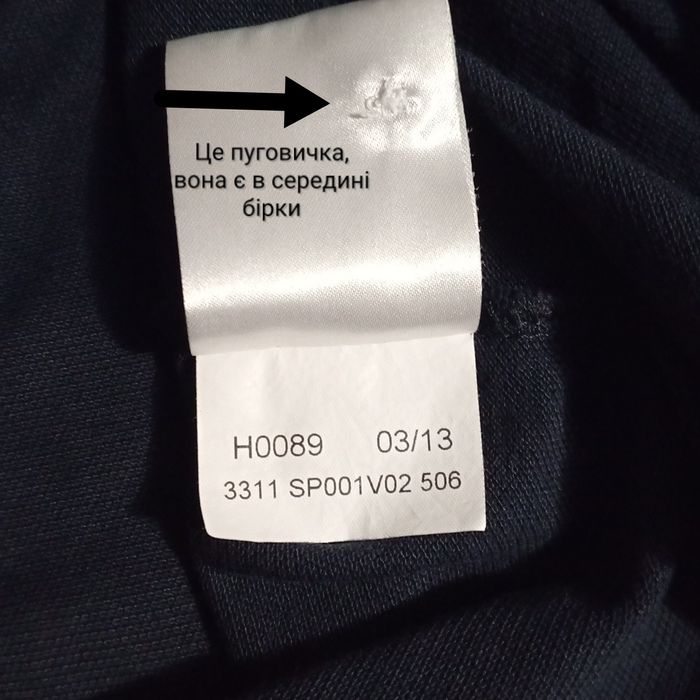 Це пуговичка,
вона є в середині
бірки
H0089 03/13
3311 SP001V02 506